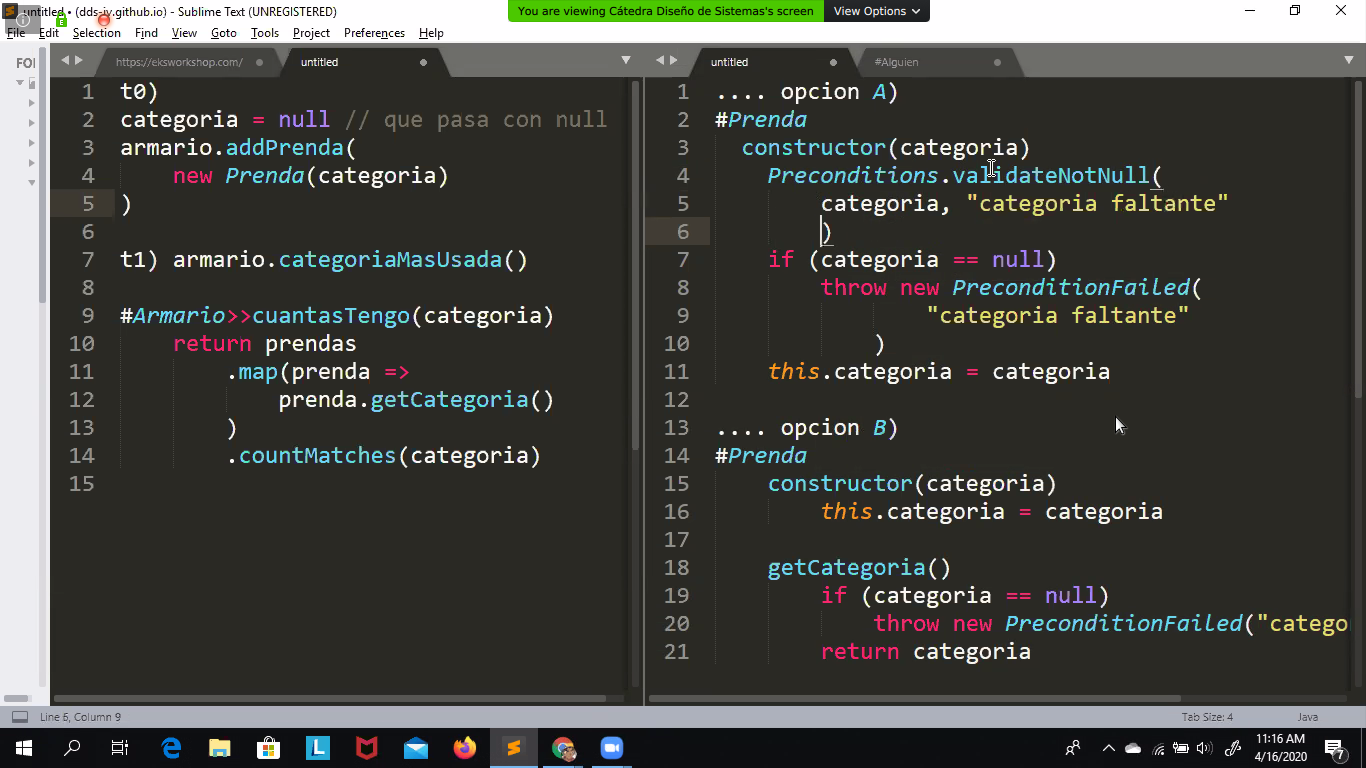 untitled • (dds-iv.github.io) - Sublime Text (UNREGISTERED)
You are viewing Cátedra Diseño de Sistemas's screen
View Options
File Edit Selection Find View Goto Tools Project Preferences Help
FOI
https://eksworkshop.com/
untitled
1 t0)
2 categoria = null // que pasa con null
3 armario.addPrenda(
4 new Prenda(categoria)
5 )
6
7 t1) armario.categoriaMasUsada()
8
9 #Armario>>cuantasTengo(categoria)
10 return prendas
11 .map(prenda =>
12 prenda.getCategoria()
13 )
14 .countMatches(categoria)
15
untitled
#Alguien
1 .... opcion A)
2 #Prenda
3 constructor(categoria)
4 Preconditions.validateNotNull(
5 categoria, "categoria faltante"
6 )
7 if (categoria == null)
8 throw new PreconditionFailed(
9 "categoria faltante"
10 )
11 this.categoria = categoria
12
13 .... opcion B)
14 #Prenda
15 constructor(categoria)
16 this.categoria = categoria
17
18 getCategoria()
19 if (categoria == null)
20 throw new PreconditionFailed("catego
21 return categoria
Line 6, Column 9
Tab Size: 4
Java
11:16 AM
4/16/2020
7